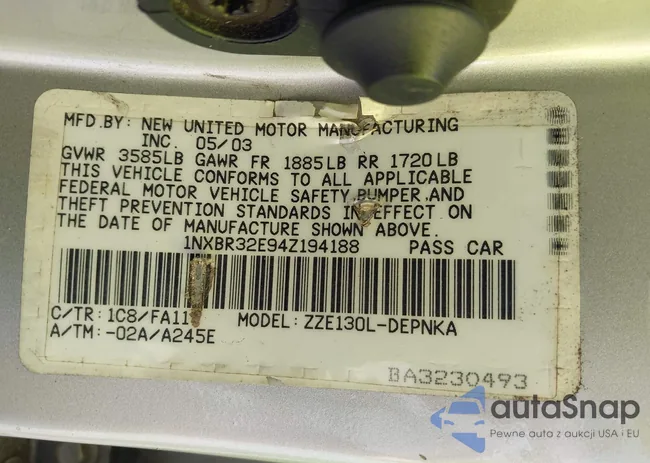 MFD.BY: NEW UNITED MOTOR MANUFACTURING
INC. 05/03
GVWR 3585LB GAWR FR 1885LB RR 1720LB
THIS VEHICLE CONFORMS TO ALL APPLICABLE
FEDERAL MOTOR VEHICLE SAFETY,BUMPER,AND
THEFT PREVENTION STANDARDS IN EFFECT ON
THE DATE OF MANUFACTURE SHOWN ABOVE.
1NXBR32E94Z194188 PASS CAR
C/TR:1C8/FA11
A/TM:-02A/A245E
MODEL: ZZE130L-DEPNKA
BA3230493
autaSnap
Pewne auta z aukcji USA i EU